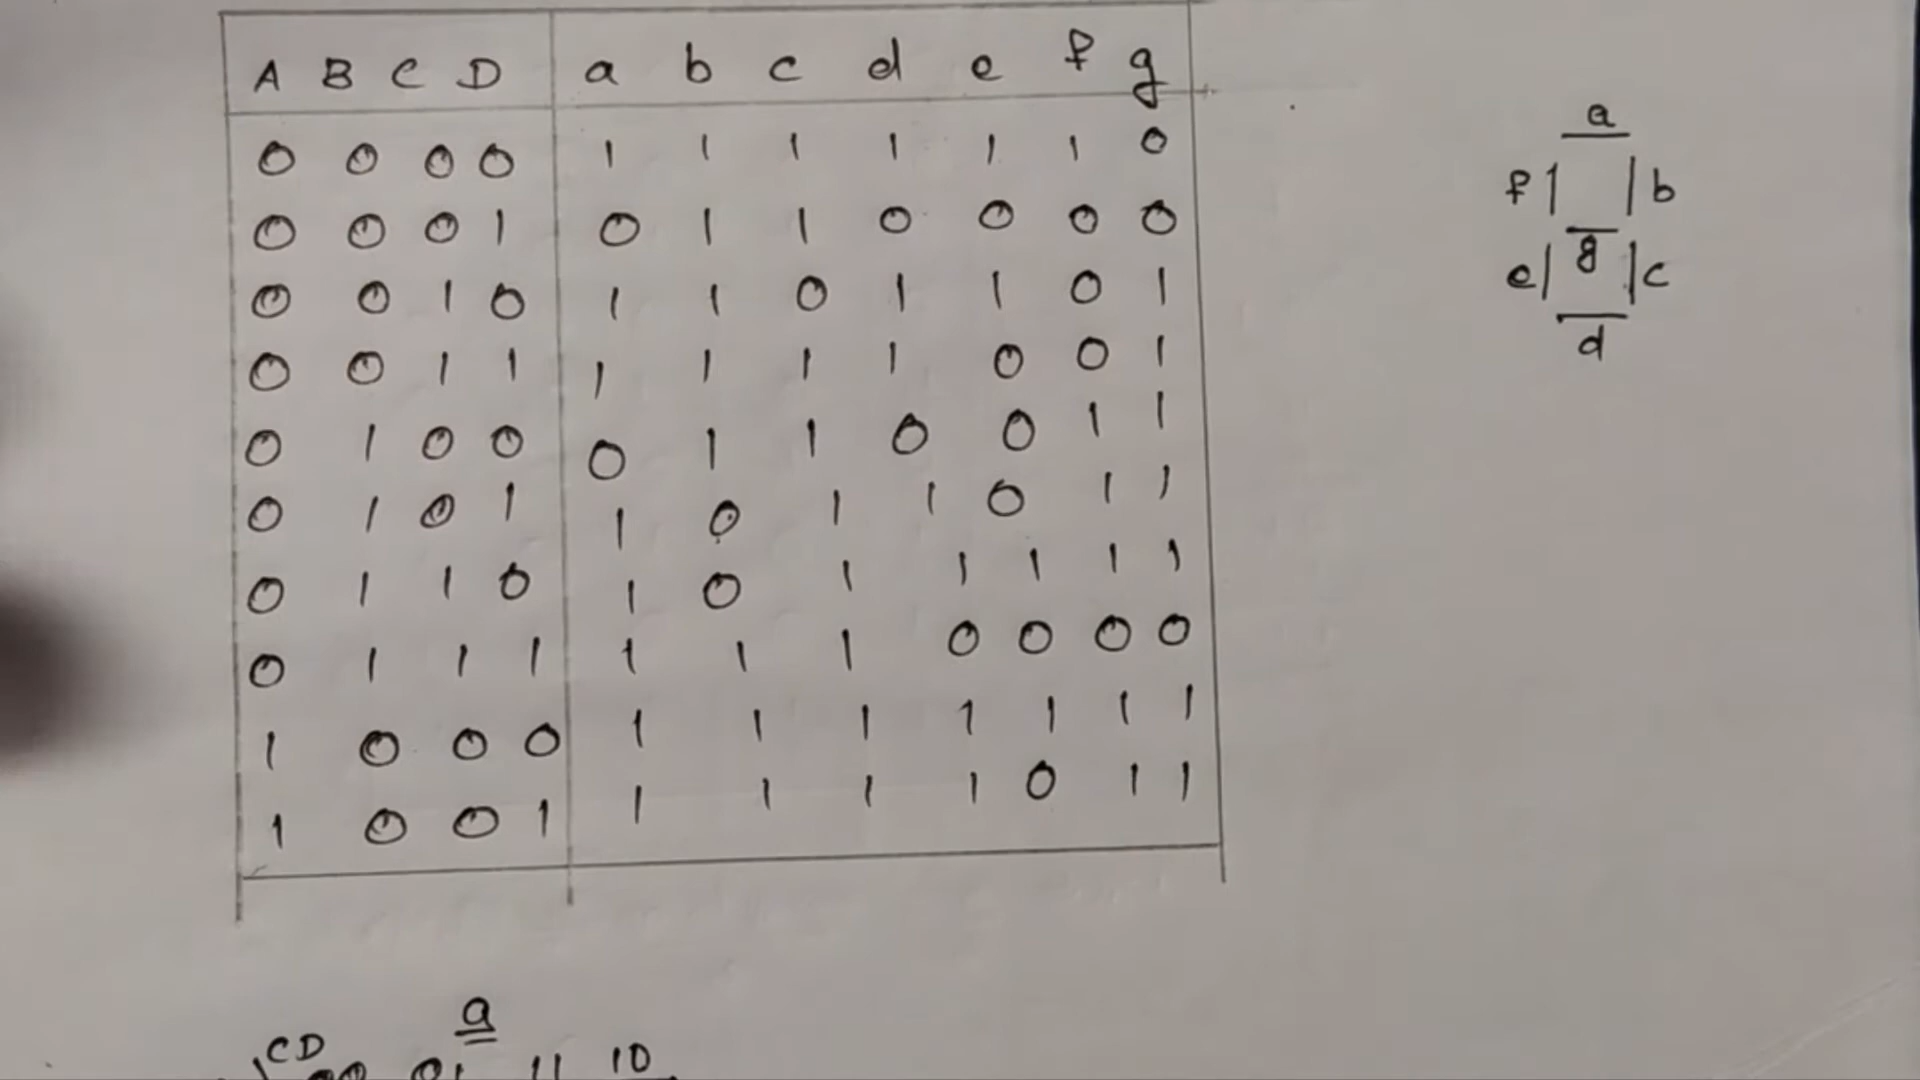 A B C D a b c d e f g
0 0 0 0 1 1 1 1 1 1 0
0 0 0 1 0 1 1 0 0 0 0
0 0 1 0 1 1 0 1 1 0 1
0 0 1 1 1 1 1 1 0 0 1
0 1 0 0 0 1 1 0 0 1 1
0 1 0 1 1 0 1 1 0 1 1
0 1 1 0 1 0 1 1 1 1 1
0 1 1 1 1 1 1 0 0 0 0
1 0 0 0 1 1 1 1 1 1 1
1 0 0 1 1 1 1 1 0 1 1
a
f b
g
e c
d
a
CD
00 01 11 10